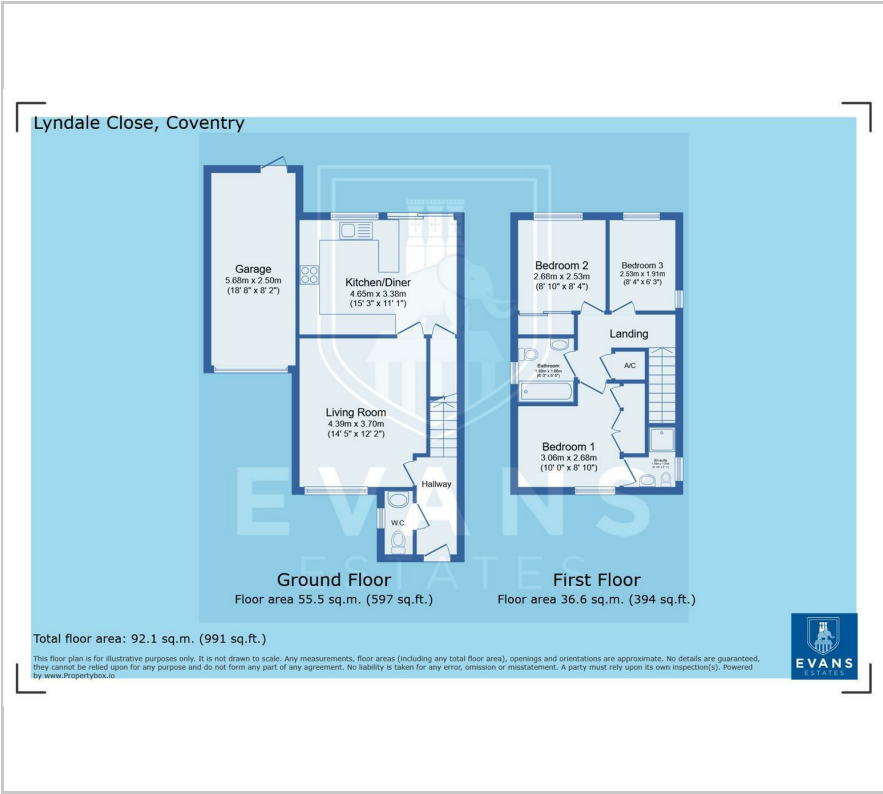 Lyndale Close, Coventry
Garage
5.68m x 2.50m
(18' 8" x 8' 2")
Kitchen/Diner
4.65m x 3.38m
(15' 3" x 11' 1")
Living Room
4.39m x 3.70m
(14' 5" x 12' 2")
Hallway
W.C.
Bedroom 2
2.68m x 2.53m
(8' 10" x 8' 4")
Bedroom 3
2.53m x 1.91m
(8' 4" x 6' 3")
Landing
Bathroom
A/C
Bedroom 1
3.06m x 2.68m
(10' 0" x 8' 10")
En-suite
EVANS
ESTATES
Ground Floor
Floor area 55.5 sq.m. (597 sq.ft.)
First Floor
Floor area 36.6 sq.m. (394 sq.ft.)
Total floor area: 92.1 sq.m. (991 sq.ft.)
This floor plan is for illustrative purposes only. It is not drawn to scale. Any measurements, floor areas (including any total floor area), openings and orientations are approximate. No details are guaranteed,
they cannot be relied upon for any purpose and do not form any part of any agreement. No liability is taken for any error, omission or misstatement. A party must rely upon its own inspection(s). Powered
by www.Propertybox.io
EVANS
ESTATES